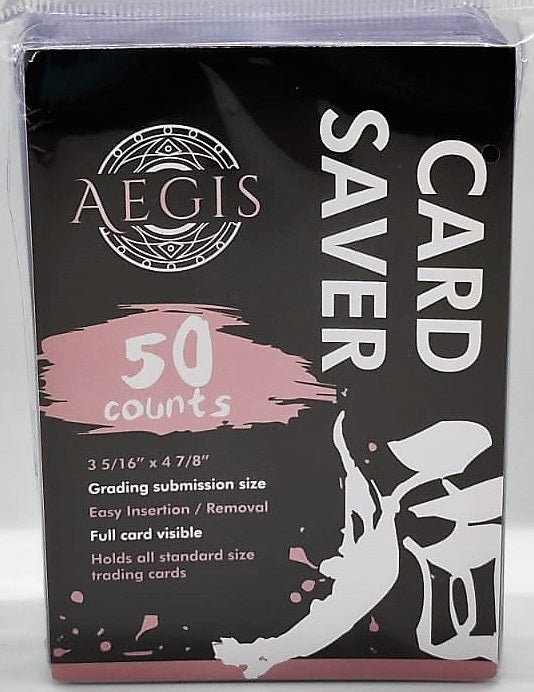 AEGIS
CARD
SAVER
50
counts
3 5/16" x 4 7/8"
Grading submission size
Easy Insertion / Removal
Full card visible
Holds all standard size
trading cards